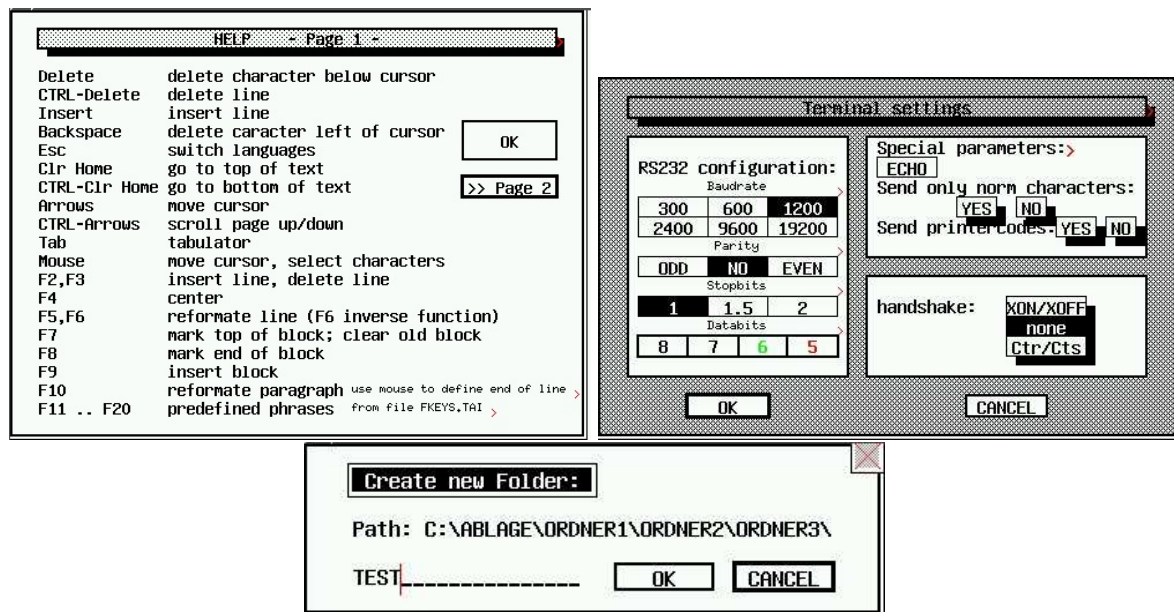 HELP - Page 1 -
Delete delete character below cursor
CTRL-Delete delete line
Insert insert line
Backspace delete caracter left of cursor
Esc switch languages
Clr Home go to top of text
CTRL-Clr Home go to bottom of text
Arrows move cursor
CTRL-Arrows scroll page up/down
Tab tabulator
Mouse move cursor, select characters
F2,F3 insert line, delete line
F4 center
F5,F6 reformate line (F6 inverse function)
F7 mark top of block; clear old block
F8 mark end of block
F9 insert block
F10 reformate paragraph use mouse to define end of line >
F11 .. F20 predefined phrases from file FKEYS.TAI >
OK
>> Page 2
Terminal settings
RS232 configuration:
Baudrate >
300 600 1200
2400 9600 19200
Parity >
ODD NO EVEN
Stopbits >
1 1.5 2
Databits >
8 7 6 5
Special parameters:>
ECHO
Send only norm characters:
YES NO
Send printercodes: YES NO
handshake: XON/XOFF
none
Ctr/Cts
OK CANCEL
Create new Folder:
Path: C:\ABLAGE\ORDNER1\ORDNER2\ORDNER3\
TEST_______________ OK CANCEL